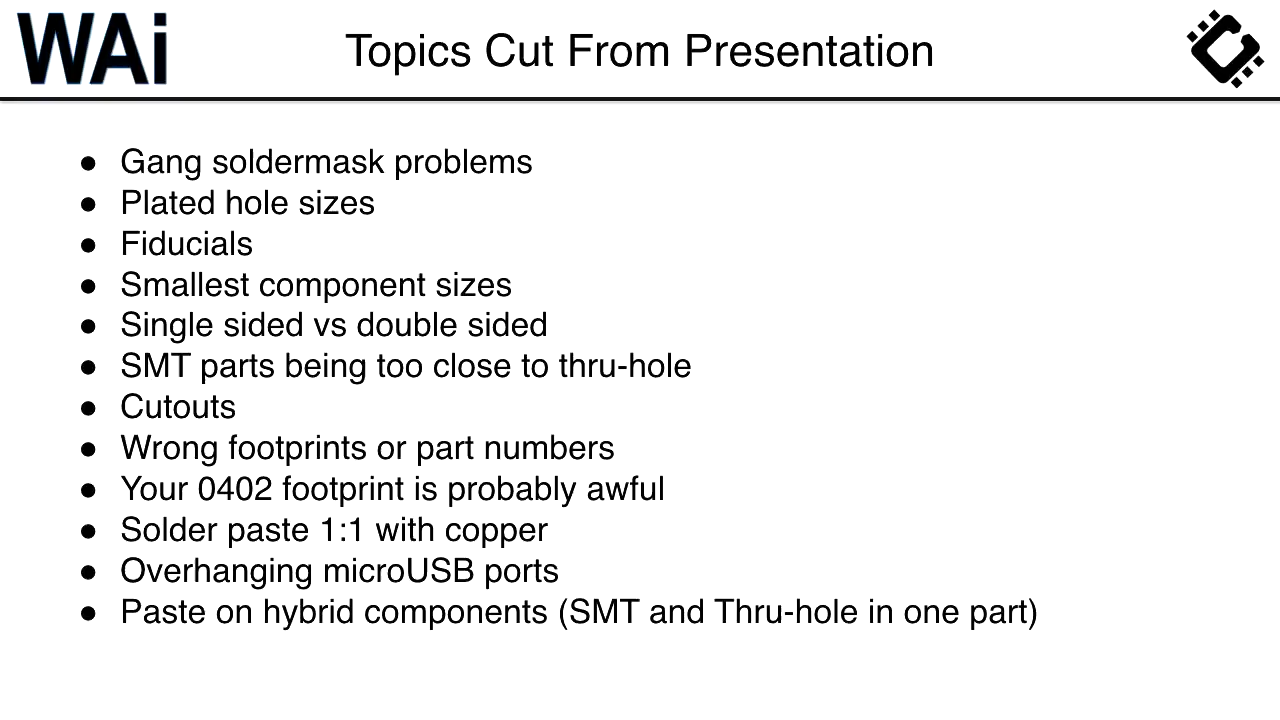 WAi
Topics Cut From Presentation
● Gang soldermask problems
● Plated hole sizes
● Fiducials
● Smallest component sizes
● Single sided vs double sided
● SMT parts being too close to thru-hole
● Cutouts
● Wrong footprints or part numbers
● Your 0402 footprint is probably awful
● Solder paste 1:1 with copper
● Overhanging microUSB ports
● Paste on hybrid components (SMT and Thru-hole in one part)